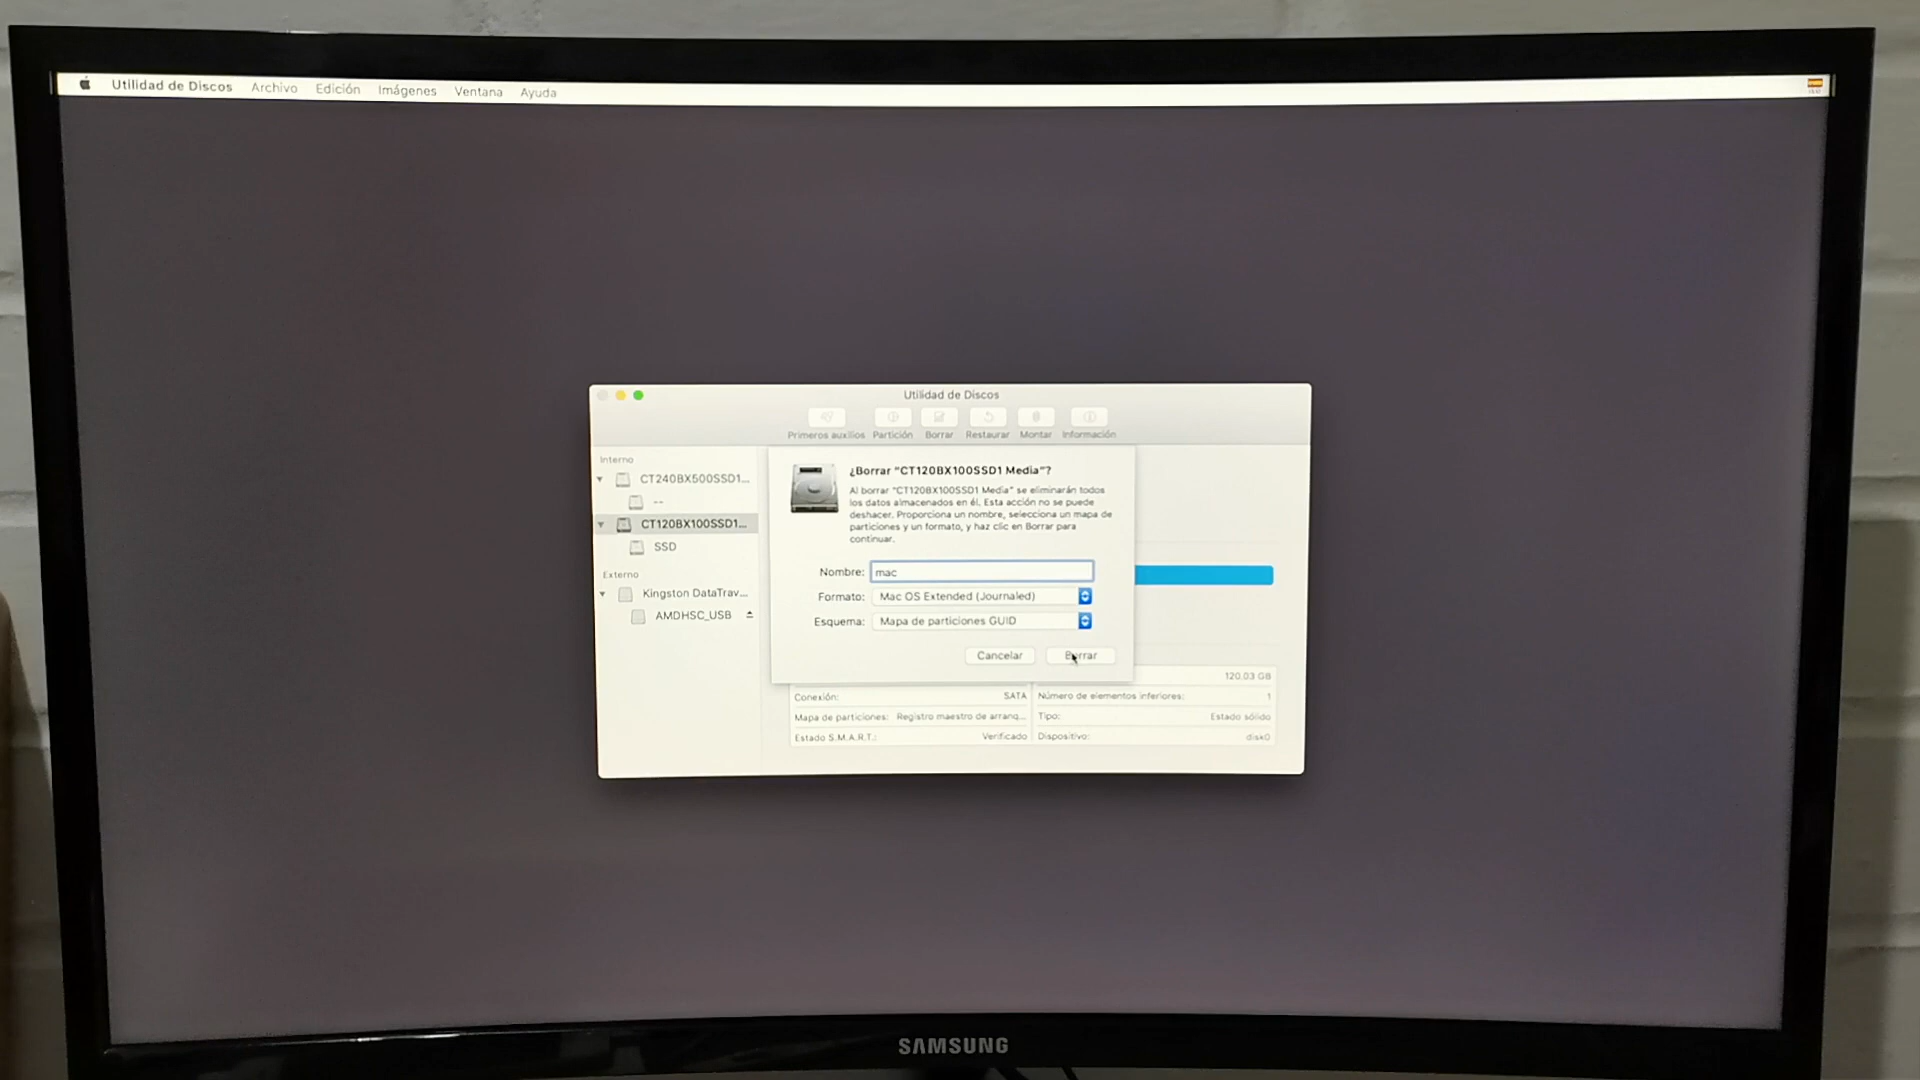 Utilidad de Discos Archivo Edición Imágenes Ventana Ayuda
Utilidad de Discos
Primeros auxilios Partición Borrar Restaurar Montar Información
Interno
CT240BX500SSD1...
--
CT120BX100SSD1...
SSD
Externo
Kingston DataTrav...
AMDHSC_USB
¿Borrar "CT120BX100SSD1 Media"?
Al borrar "CT120BX100SSD1 Media" se eliminarán todos
los datos almacenados en él. Esta acción no se puede
deshacer. Proporciona un nombre, selecciona un mapa de
particiones y un formato, y haz clic en Borrar para
continuar.
Nombre: mac
Formato: Mac OS Extended (Journaled)
Esquema: Mapa de particiones GUID
Cancelar Borrar
120.03 GB
Conexión: SATA Número de elementos inferiores: 1
Mapa de particiones: Registro maestro de arranq... Tipo: Estado sólido
Estado S.M.A.R.T.: Verificado Dispositivo: disk0
SAMSUNG